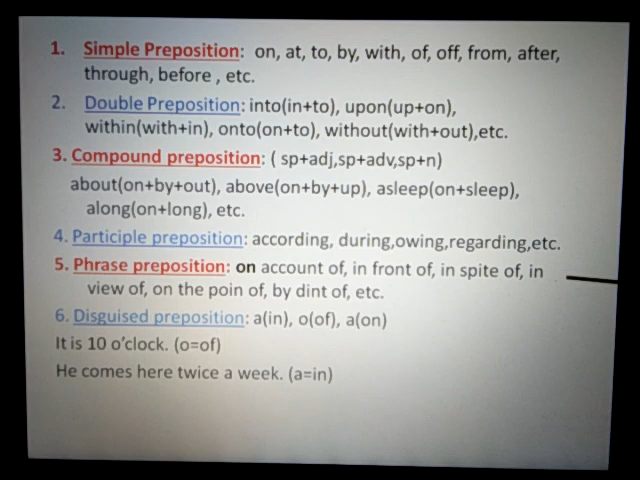 1. Simple Preposition: on, at, to, by, with, of, off, from, after,
through, before , etc.
2. Double Preposition: into(in+to), upon(up+on),
within(with+in), onto(on+to), without(with+out),etc.
3. Compound preposition: ( sp+adj,sp+adv,sp+n)
about(on+by+out), above(on+by+up), asleep(on+sleep),
along(on+long), etc.
4. Participle preposition: according, during,owing,regarding,etc.
5. Phrase preposition: on account of, in front of, in spite of, in
view of, on the poin of, by dint of, etc.
6. Disguised preposition: a(in), o(of), a(on)
It is 10 o'clock. (o=of)
He comes here twice a week. (a=in)